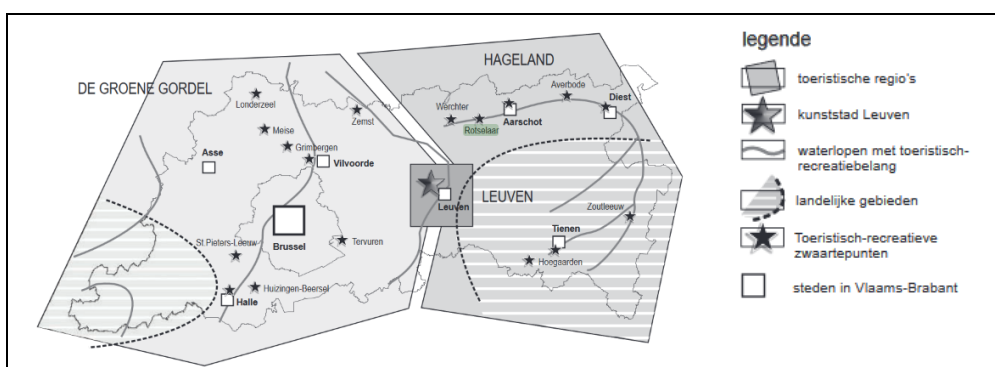 legende
toeristische regio's
kunststad Leuven
waterlopen met toeristisch-
recreatiebelang
landelijke gebieden
Toeristisch-recreatieve
zwaartepunten
steden in Vlaams-Brabant
DE GROENE GORDEL
HAGELAND
LEUVEN
Londerzeel
Zemst
Meise
Grimbergen
Asse
Vilvoorde
Brussel
St.Pieters-Leeuw
Tervuren
Halle
Huizingen-Beersel
Werchter
Rotselaar
Aarschot
Averbode
Diest
Leuven
Zoutleeuw
Tienen
Hoegaarden